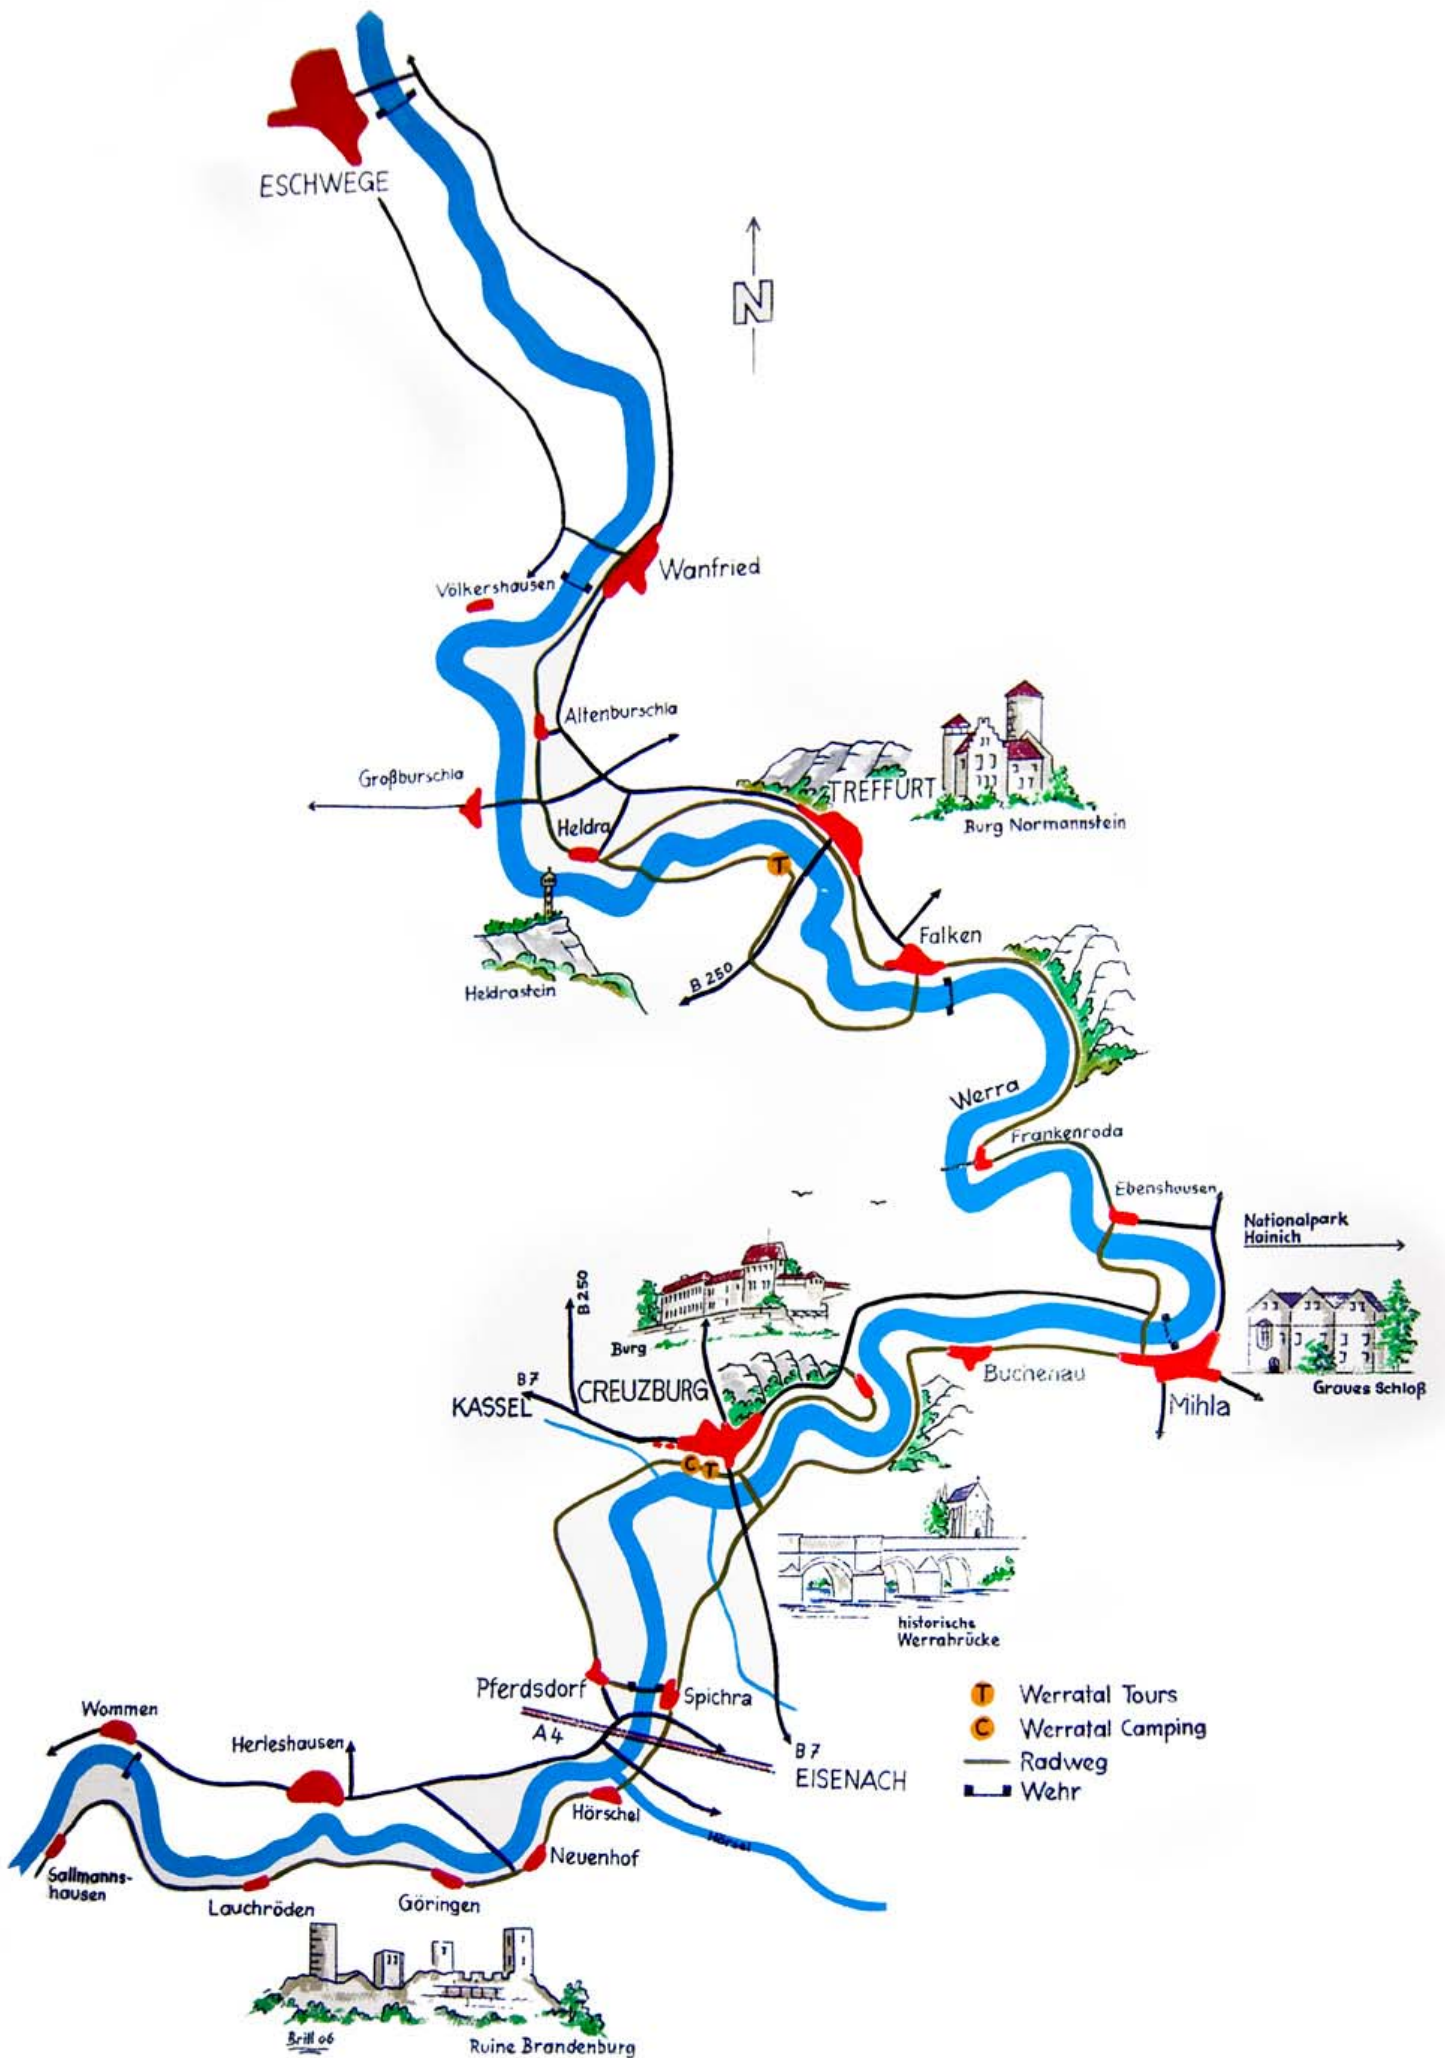 ESCHWEGE
N
Wanfried
Völkershausen
Altenburschla
Großburschla
TREFFURT
Burg Normannstein
Heldra
T
Falken
B 250
Heldrastein
Werra
Frankenroda
Ebenshausen
Nationalpark
Hainich
B 250
Burg
B 7
KASSEL
CREUZBURG
Buchenau
Graues Schloß
Mihla
C T
historische
Werrabrücke
Pferdsdorf
Spichra
T Werratal Tours
C Werratal Camping
Radweg
Wehr
Wommen
Herleshausen
A4
B 7
EISENACH
Hörschel
Hörsel
Neuenhof
Sallmanns-
hausen
Lauchröden
Göringen
Brill 06
Ruine Brandenburg